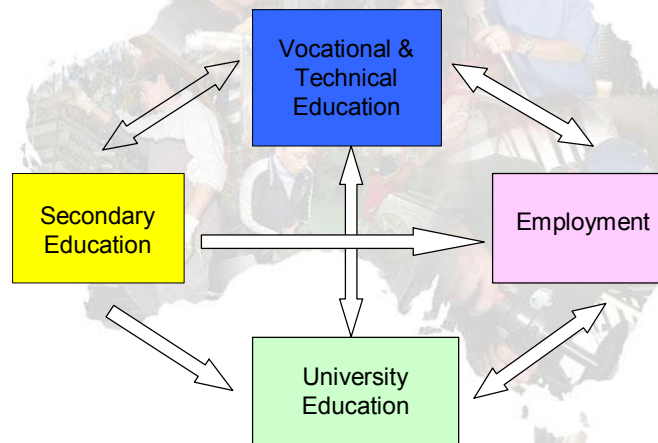 Vocational &
Technical
Education
Secondary
Education
Employment
University
Education